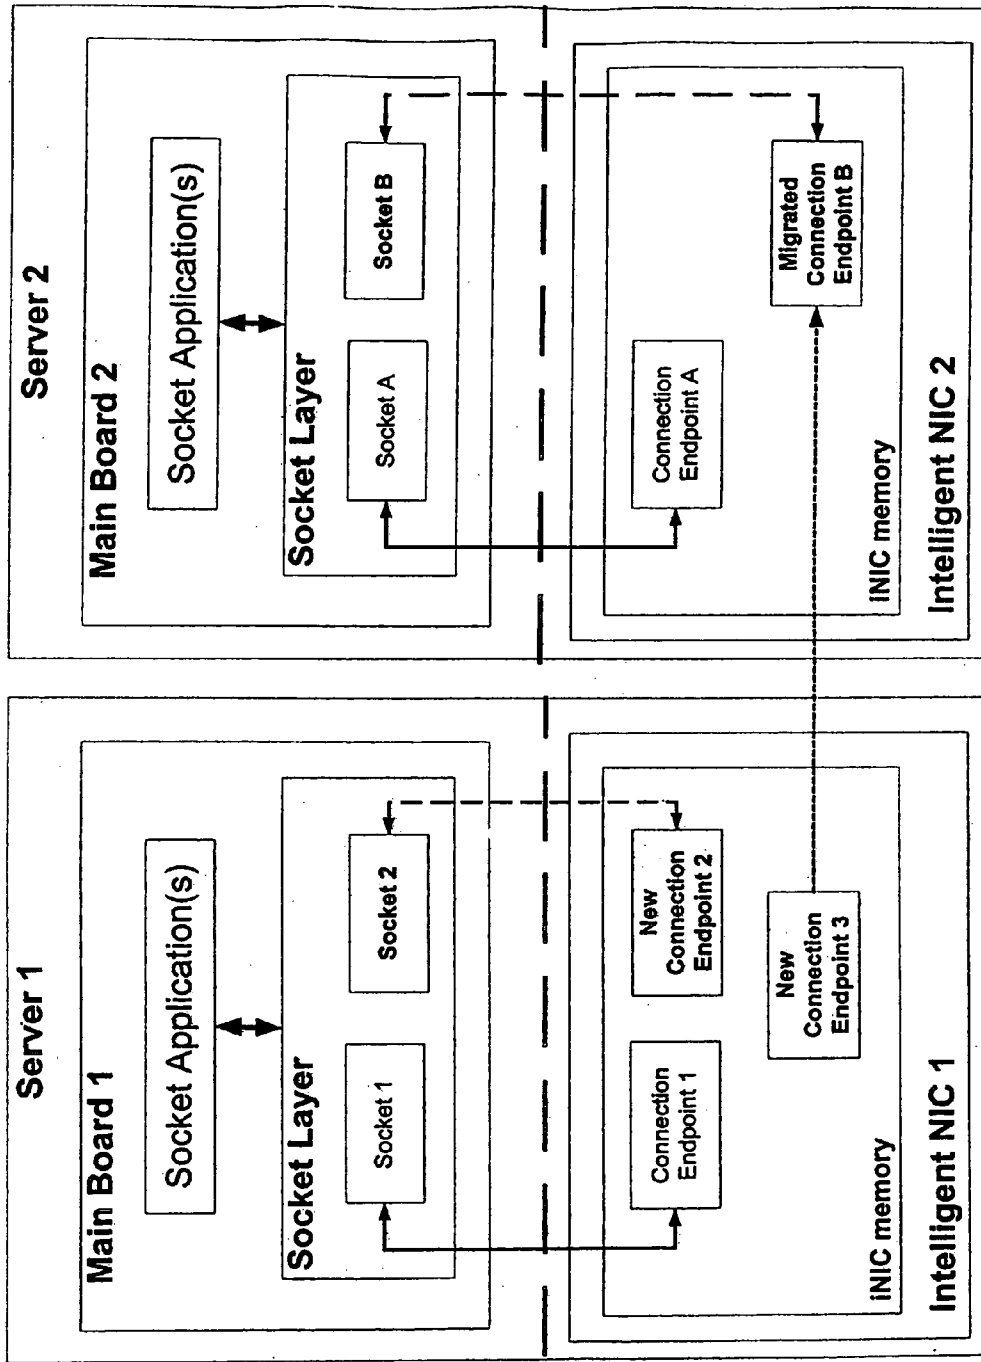 Server 1
Main Board 1
Socket Application(s)
Socket Layer
Socket 1
Socket 2
Connection
Endpoint 1
New
Connection
Endpoint 2
New
Connection
Endpoint 3
iNIC memory
Intelligent NIC 1
Server 2
Main Board 2
Socket Application(s)
Socket Layer
Socket A
Socket B
Connection
Endpoint A
Migrated
Connection
Endpoint B
iNIC memory
Intelligent NIC 2